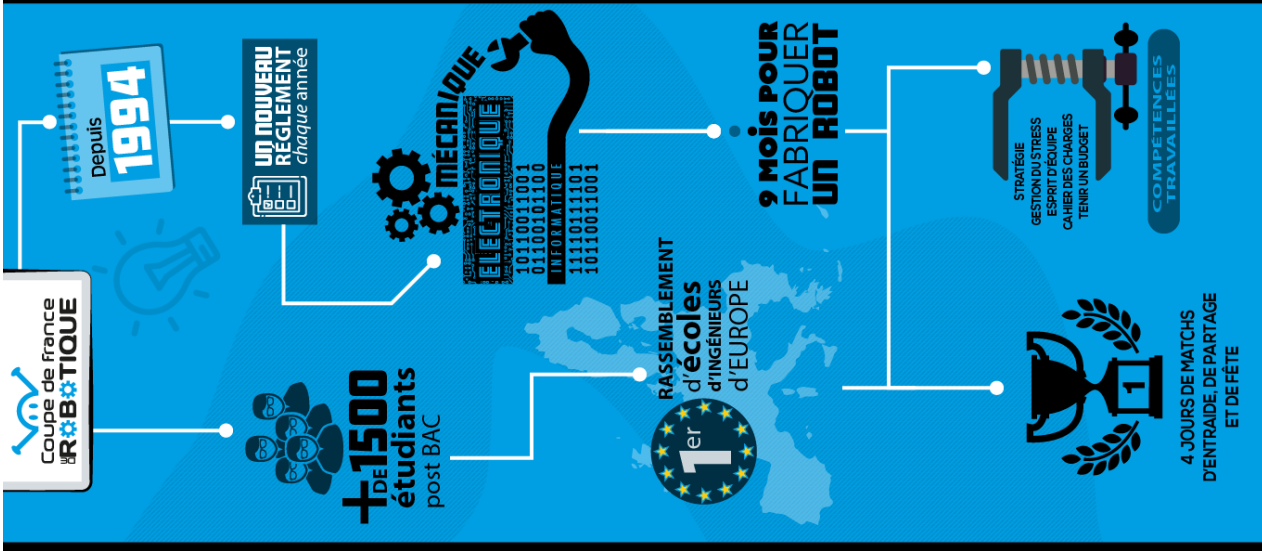 Coupe de France
DE ROBOTIQUE
Depuis
1994
UN NOUVEAU
RÉGLEMENT
chaque année
+ DE 1500
étudiants
post BAC
MÉCANIQUE
ELECTRONIQUE
10110011001
01100101100
INFORMATIQUE
11110111101
10110011001
1er
RASSEMBLEMENT
d'écoles
d'INGÉNIEURS
d'EUROPE
9 MOIS POUR
FABRIQUER
UN ROBOT
4 JOURS DE MATCHS
D'ENTRAIDE, DE PARTAGE
ET DE FÊTE
1
STRATÉGIE
GESTION DU STRESS
ESPRIT D'ÉQUIPE
CAHIER DES CHARGES
TENIR UN BUDGET
COMPÉTENCES
TRAVAILLÉES